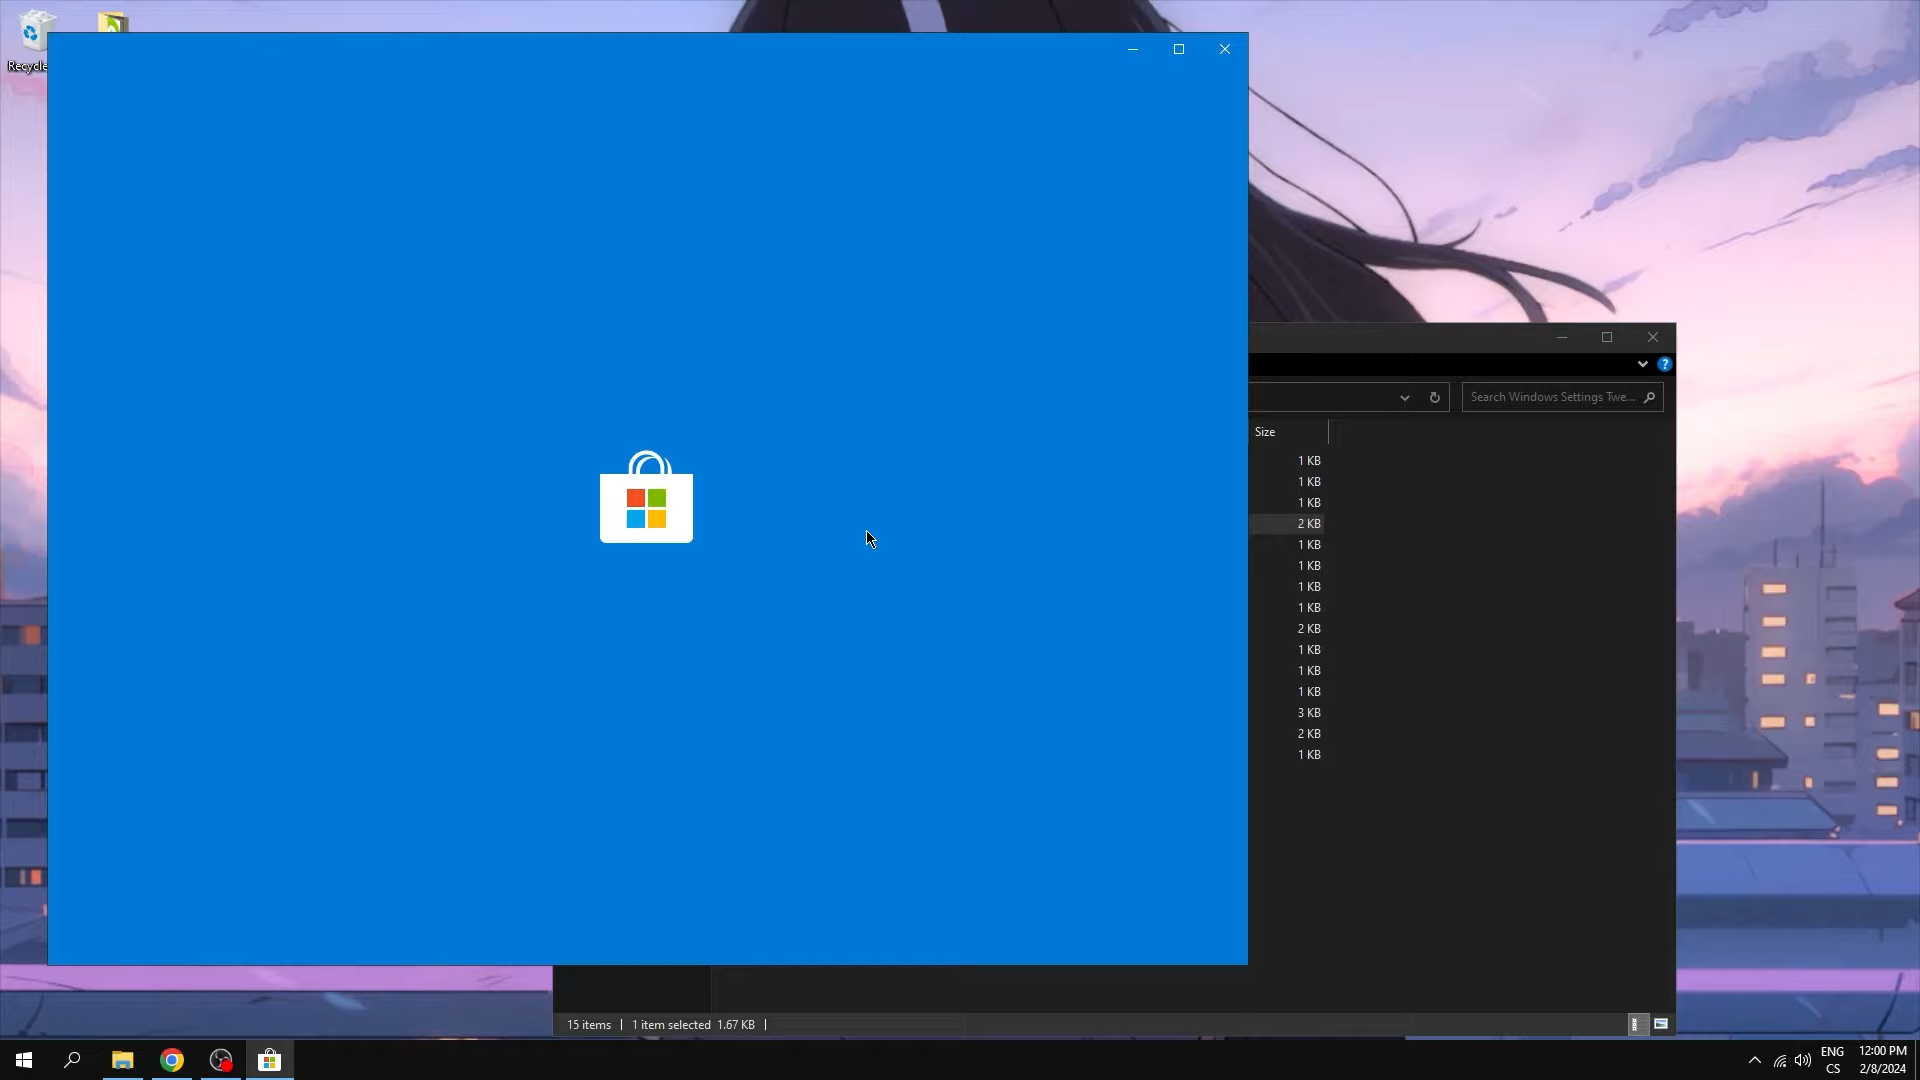 Recycle
Search Windows Settings Twe...
Size
1 KB
1 KB
1 KB
2 KB
1 KB
1 KB
1 KB
1 KB
2 KB
1 KB
1 KB
1 KB
3 KB
2 KB
1 KB
15 items
1 item selected 1.67 KB
ENG
CS
12:00 PM
2/8/2024